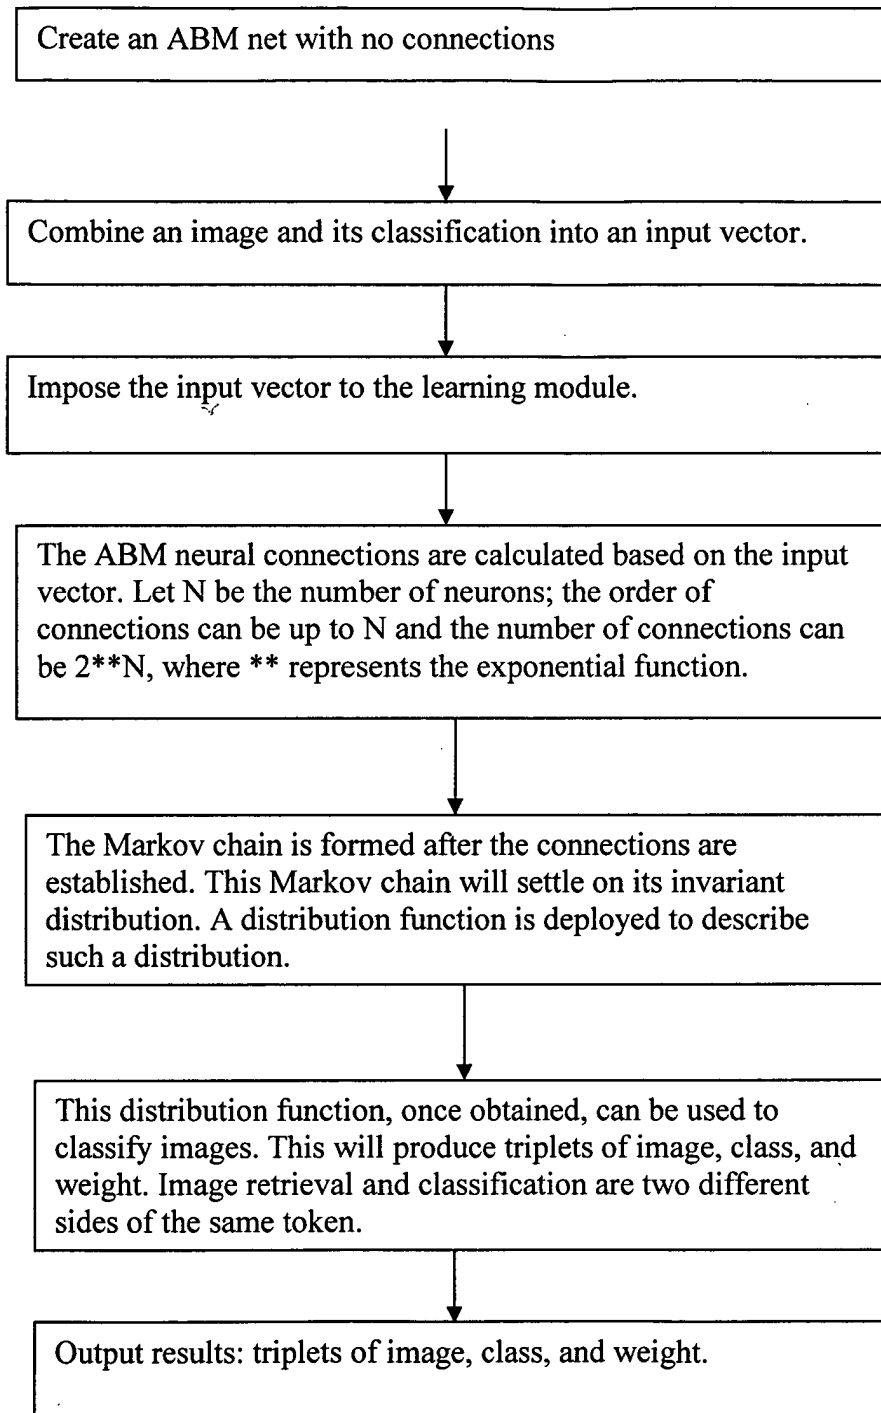 Create an ABM net with no connections
Combine an image and its classification into an input vector.
Impose the input vector to the learning module.
The ABM neural connections are calculated based on the input
vector. Let N be the number of neurons; the order of
connections can be up to N and the number of connections can
be 2**N, where ** represents the exponential function.
The Markov chain is formed after the connections are
established. This Markov chain will settle on its invariant
distribution. A distribution function is deployed to describe
such a distribution.
This distribution function, once obtained, can be used to
classify images. This will produce triplets of image, class, and
weight. Image retrieval and classification are two different
sides of the same token.
Output results: triplets of image, class, and weight.